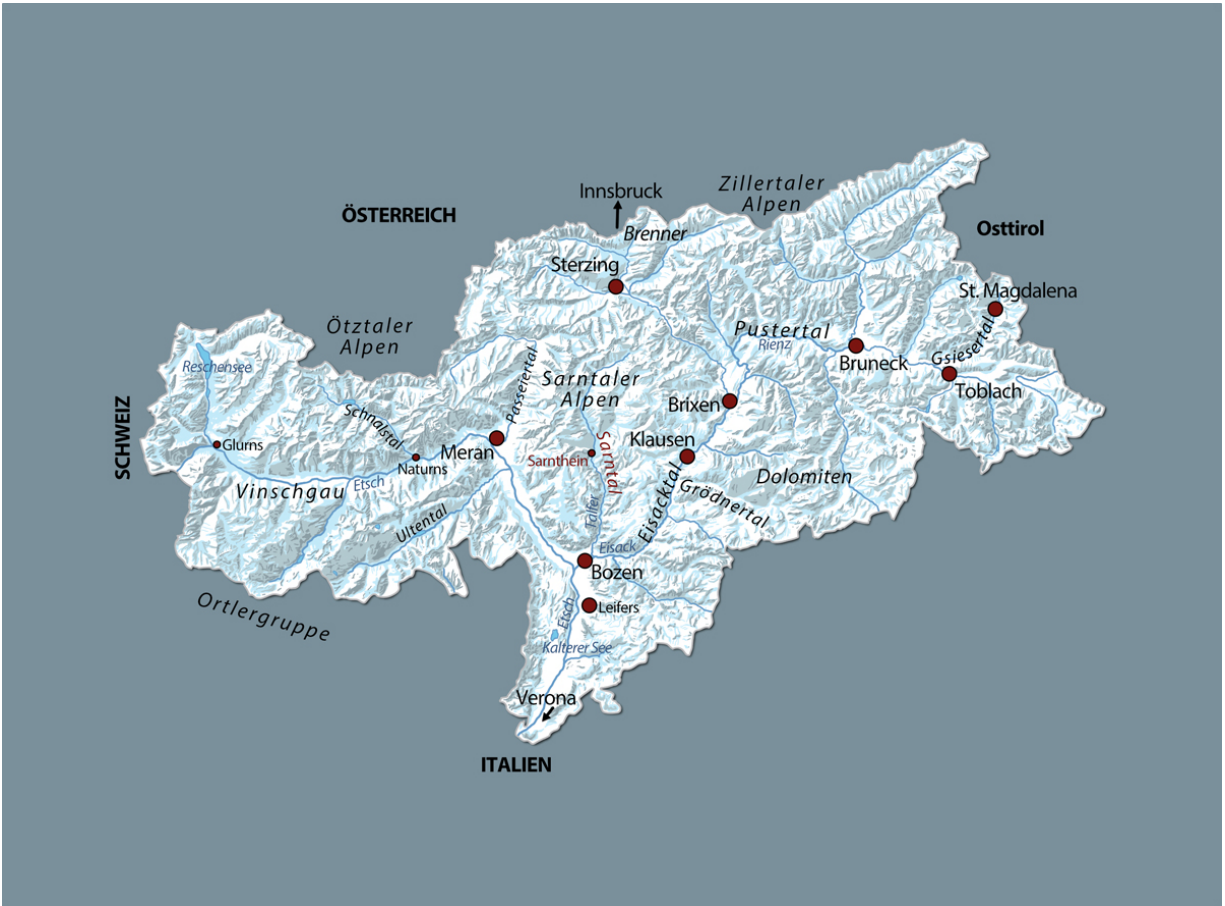 Innsbruck
Zillertaler
Alpen
ÖSTERREICH
Brenner
Osttirol
Sterzing
St. Magdalena
Ötztaler
Alpen
Pustertal
Rienz
Gsiesertal
Bruneck
Toblach
Reschensee
Passeiertal
Sarntaler
Alpen
SCHWEIZ
Schnalstal
Brixen
Glurns
Meran
Naturns
Klausen
Sarnthein
Sarntal
Vinschgau
Etsch
Dolomiten
Grödnertal
Eisacktal
Ultental
Talfer
Eisack
Bozen
Ortlergruppe
Etsch
Leifers
Kalterer See
Verona
ITALIEN